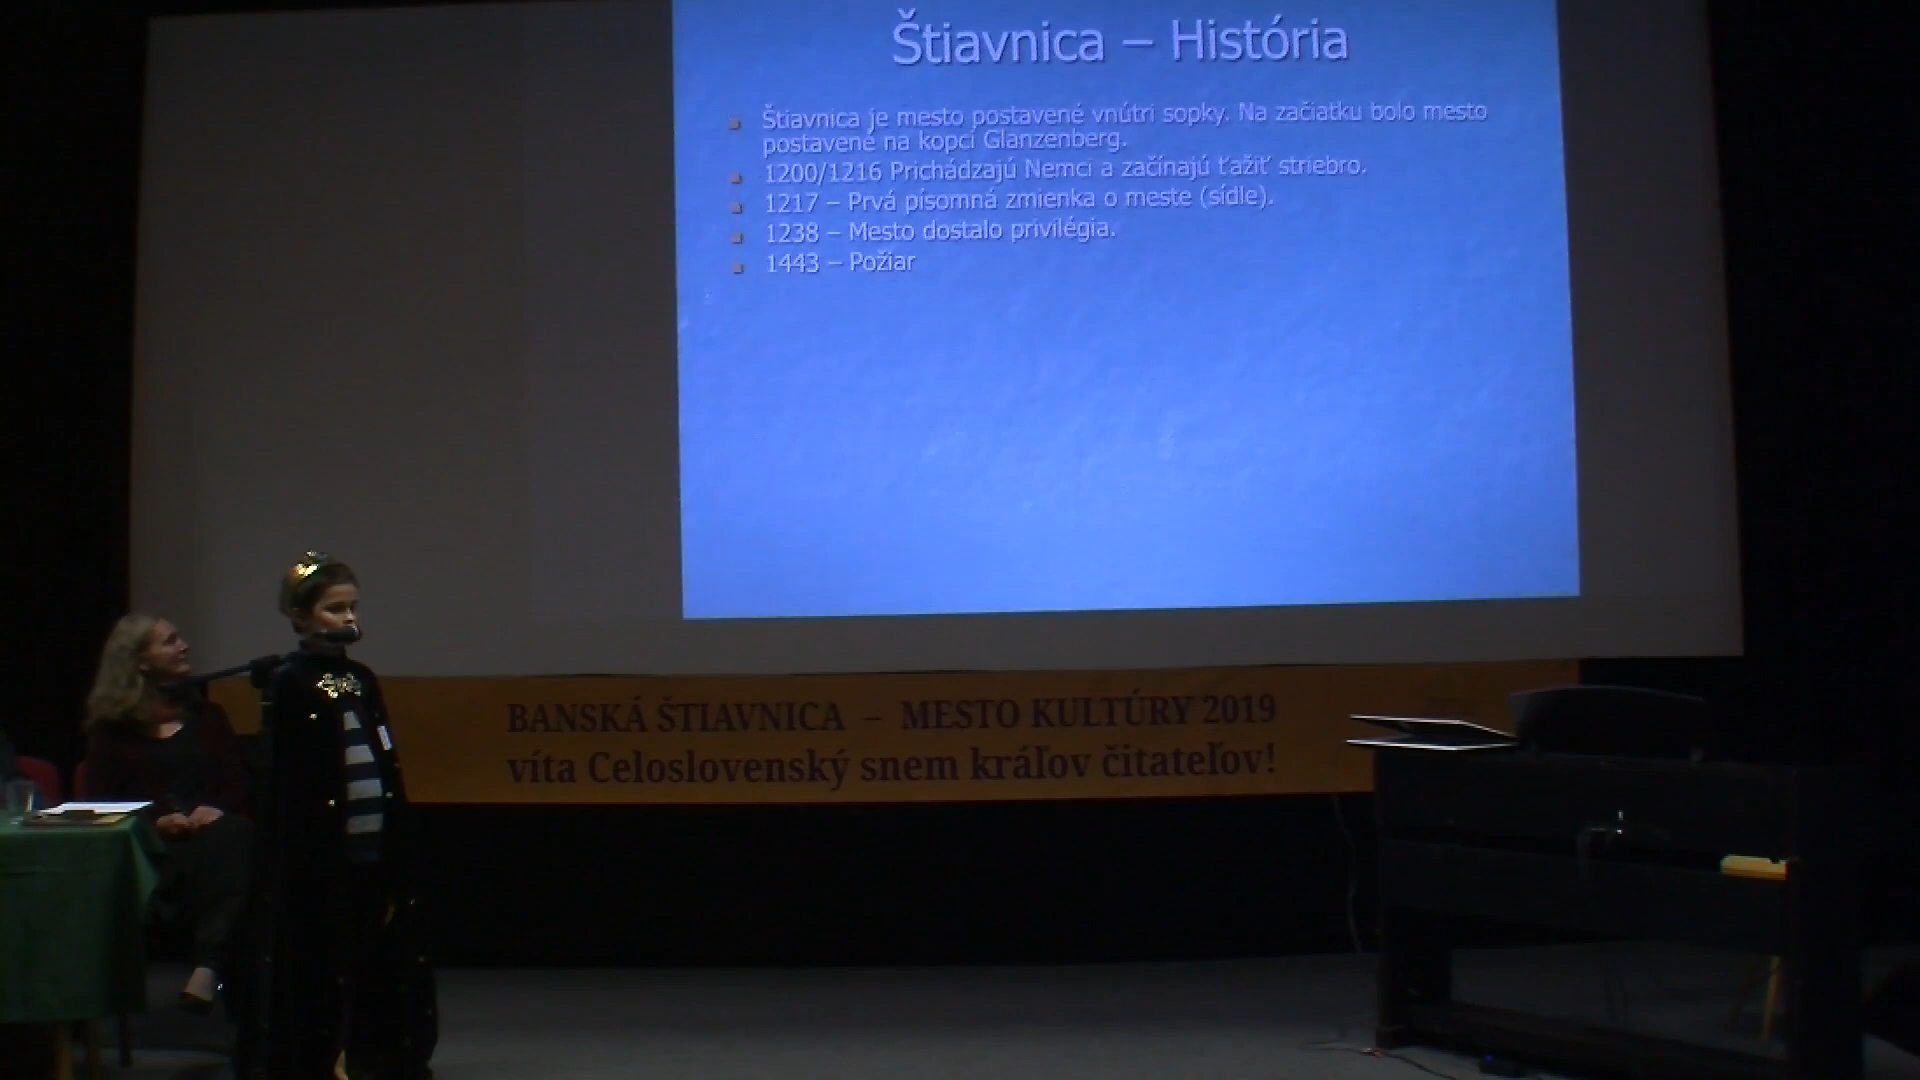 Štiavnica – História
Štiavnica je mesto postavené vnútri sopky. Na začiatku bolo mesto
postavené na kopci Glanzenberg.
1200/1216 Prichádzajú Nemci a začínajú ťažiť striebro.
1217 – Prvá písomná zmienka o meste (sídle).
1238 – Mesto dostalo privilégia.
1443 – Požiar
BANSKÁ ŠTIAVNICA – MESTO KULTÚRY 2019
víta Celoslovenský snem kráľov čitateľov!